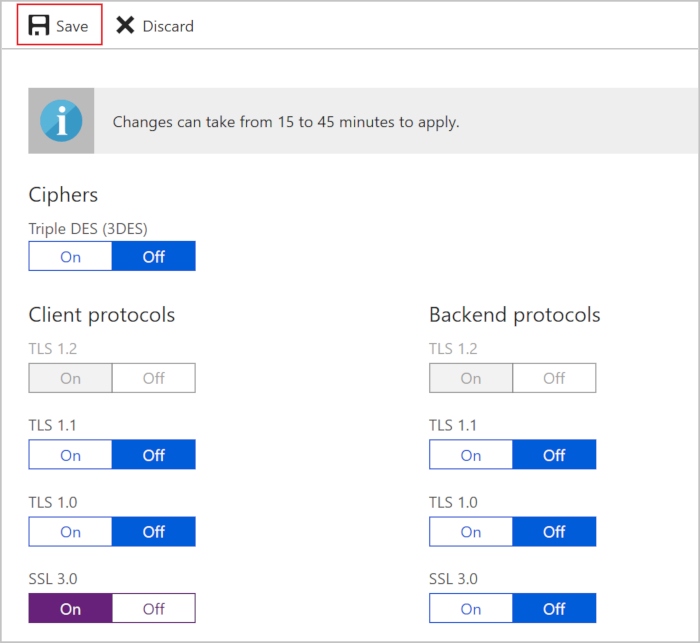 Save Discard
Changes can take from 15 to 45 minutes to apply.
Ciphers
Triple DES (3DES)
On Off
Client protocols
TLS 1.2
On Off
TLS 1.1
On Off
TLS 1.0
On Off
SSL 3.0
On Off
Backend protocols
TLS 1.2
On Off
TLS 1.1
On Off
TLS 1.0
On Off
SSL 3.0
On Off